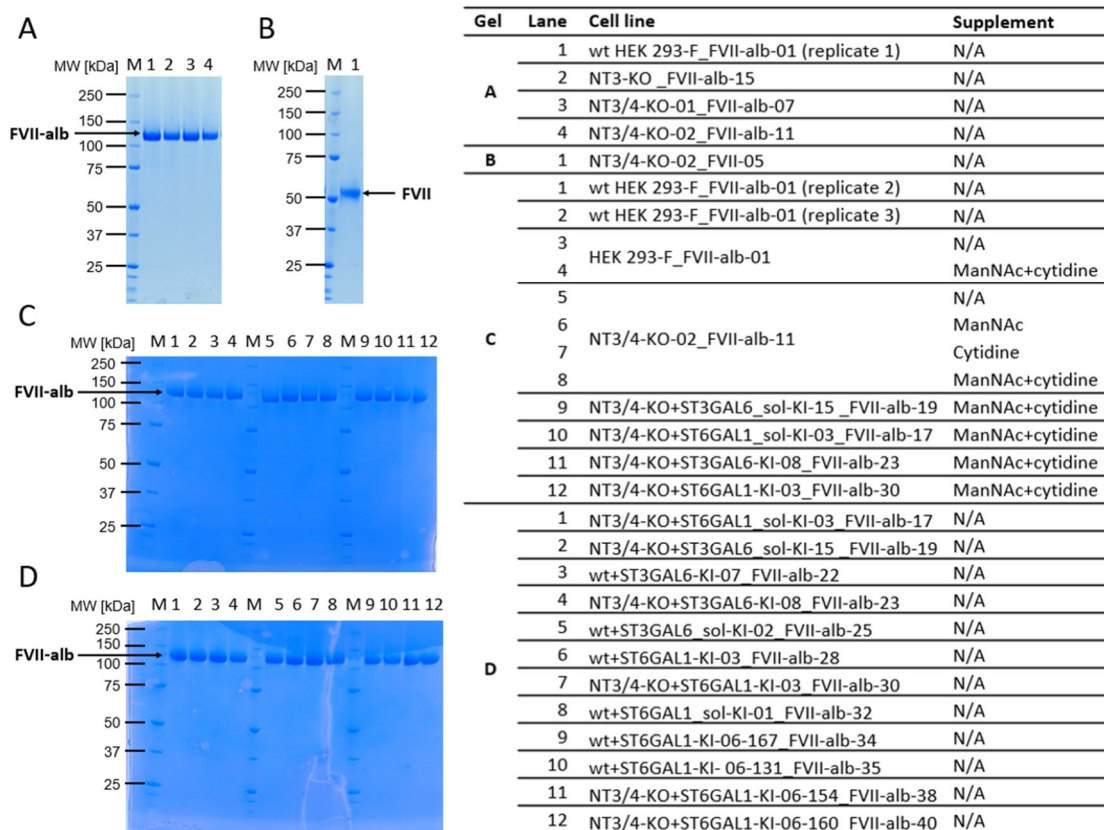 A
MW [kDa] M 1 2 3 4
250
150
FVII-alb
100
75
50
37
25
B
MW [kDa] M 1
250
150
100
75
50
FVII
37
25
C
MW [kDa] M 1 2 3 4 M 5 6 7 8 M 9 10 11 12
250
150
FVII-alb
100
75
50
37
25
D
MW [kDa] M 1 2 3 4 M 5 6 7 8 M 9 10 11 12
250
150
FVII-alb
100
75
50
37
25
Gel Lane Cell line Supplement
A
1 wt HEK 293-F_FVII-alb-01 (replicate 1) N/A
2 NT3-KO _FVII-alb-15 N/A
3 NT3/4-KO-01_FVII-alb-07 N/A
4 NT3/4-KO-02_FVII-alb-11 N/A
B 1 NT3/4-KO-02_FVII-05 N/A
C
1 wt HEK 293-F_FVII-alb-01 (replicate 2) N/A
2 wt HEK 293-F_FVII-alb-01 (replicate 3) N/A
3 N/A
HEK 293-F_FVII-alb-01
4 ManNAc+cytidine
5 N/A
6 ManNAc
NT3/4-KO-02_FVII-alb-11
7 Cytidine
8 ManNAc+cytidine
9 NT3/4-KO+ST3GAL6_sol-KI-15 _FVII-alb-19 ManNAc+cytidine
10 NT3/4-KO+ST6GAL1_sol-KI-03_FVII-alb-17 ManNAc+cytidine
11 NT3/4-KO+ST3GAL6-KI-08_FVII-alb-23 ManNAc+cytidine
12 NT3/4-KO+ST6GAL1-KI-03_FVII-alb-30 ManNAc+cytidine
D
1 NT3/4-KO+ST6GAL1_sol-KI-03_FVII-alb-17 N/A
2 NT3/4-KO+ST3GAL6_sol-KI-15 _FVII-alb-19 N/A
3 wt+ST3GAL6-KI-07_FVII-alb-22 N/A
4 NT3/4-KO+ST3GAL6-KI-08_FVII-alb-23 N/A
5 wt+ST3GAL6_sol-KI-02_FVII-alb-25 N/A
6 wt+ST6GAL1-KI-03_FVII-alb-28 N/A
7 NT3/4-KO+ST6GAL1-KI-03_FVII-alb-30 N/A
8 wt+ST6GAL1_sol-KI-01_FVII-alb-32 N/A
9 wt+ST6GAL1-KI-06-167_FVII-alb-34 N/A
10 wt+ST6GAL1-KI- 06-131_FVII-alb-35 N/A
11 NT3/4-KO+ST6GAL1-KI-06-154_FVII-alb-38 N/A
12 NT3/4-KO+ST6GAL1-KI-06-160_FVII-alb-40 N/A